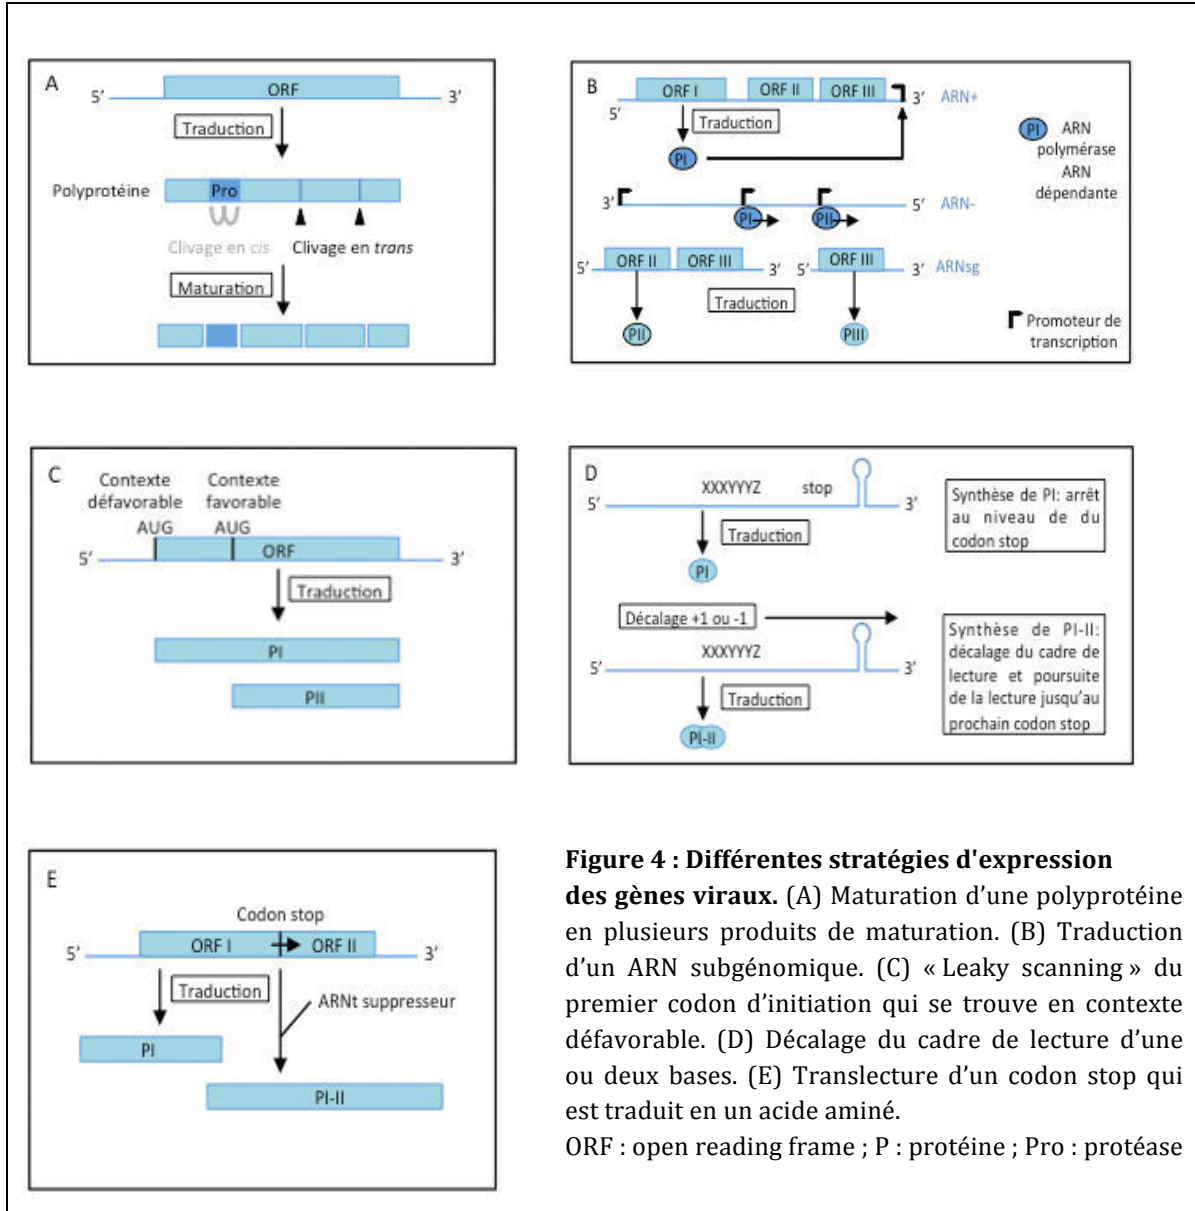 A
ORF
5′
3′
Traduction
Polyprotéine
Pro
Clivage en cis
Clivage en trans
Maturation
B
ORF I
ORF II
ORF III
3′
ARN+
5′
Traduction
PI
PI
ARN
polymérase
ARN
dépendante
3′
PI
PII
5′
ARN-
5′
ORF II
ORF III
3′
5′
ORF III
3′
ARNsg
Traduction
PII
PIII
Promoteur de
transcription
C
Contexte
défavorable
Contexte
favorable
AUG
AUG
5′
ORF
3′
Traduction
PI
PII
D
XXXYYYZ
stop
5′
3′
Traduction
PI
Synthèse de PI: arrêt
au niveau de du
codon stop
Décalage +1 ou -1
XXXYYYZ
5′
3′
Traduction
PI-II
Synthèse de PI-II:
décalage du cadre de
lecture et poursuite
de la lecture jusqu'au
prochain codon stop
E
Codon stop
5′
ORF I
ORF II
3′
Traduction
ARNt suppresseur
PI
PI-II
Figure 4 : Différentes stratégies d'expression
des gènes viraux. (A) Maturation d’une polyprotéine
en plusieurs produits de maturation. (B) Traduction
d’un ARN subgénomique. (C) « Leaky scanning » du
premier codon d’initiation qui se trouve en contexte
défavorable. (D) Décalage du cadre de lecture d’une
ou deux bases. (E) Translecture d’un codon stop qui
est traduit en un acide aminé.
ORF : open reading frame ; P : protéine ; Pro : protéase